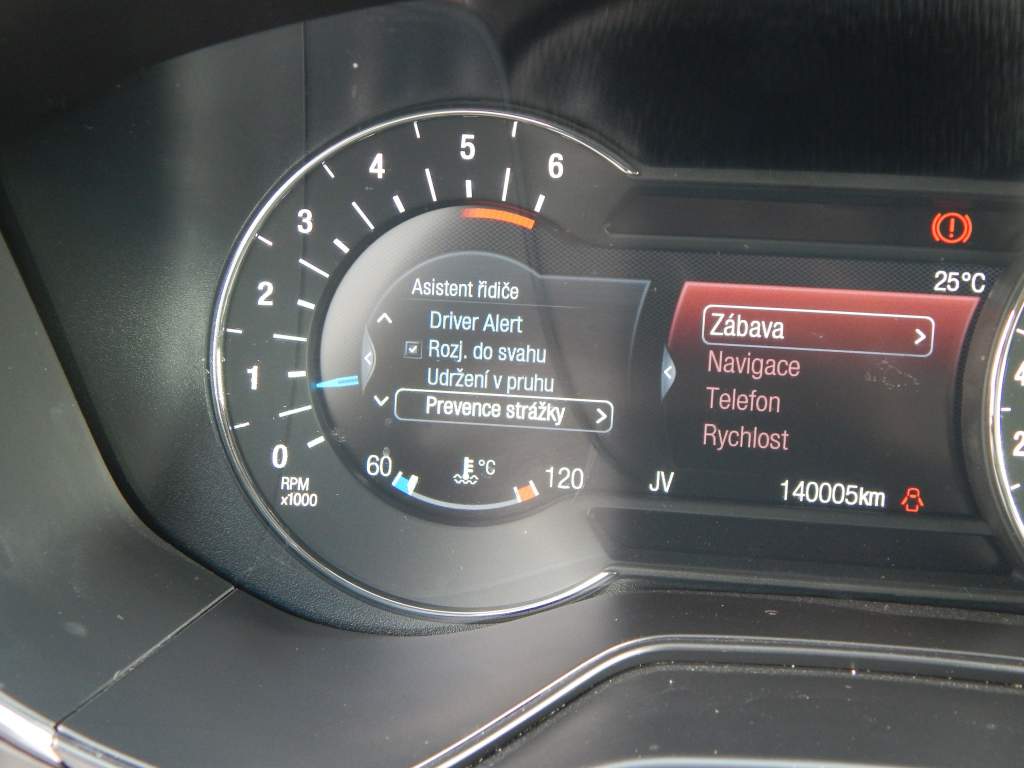 6
5
4
3
2
1
0
RPM
x1000
Asistent řidiče
Driver Alert
Rozj. do svahu
Udržení v pruhu
Prevence strážky
60
°C
120
25°C
Zábava
Navigace
Telefon
Rychlost
JV
140005km